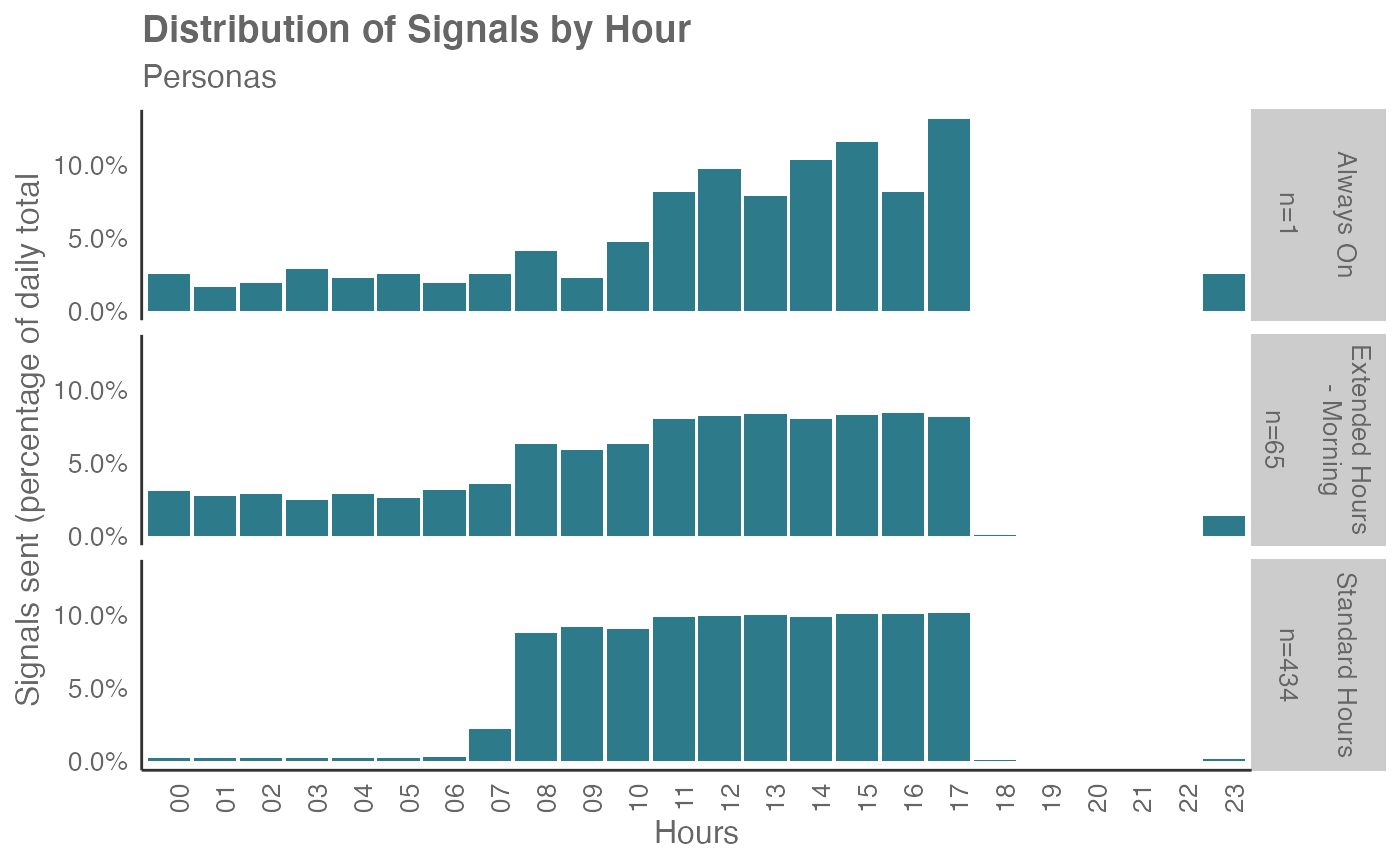 Distribution of Signals by Hour
Personas
Signals sent (percentage of daily total
10.0%
5.0%
0.0%
Always On
n=1
10.0%
5.0%
0.0%
Extended Hours
- Morning
n=65
10.0%
5.0%
0.0%
Standard Hours
n=434
00 01 02 03 04 05 06 07 08 09 10 11 12 13 14 15 16 17 18 19 20 21 22 23
Hours